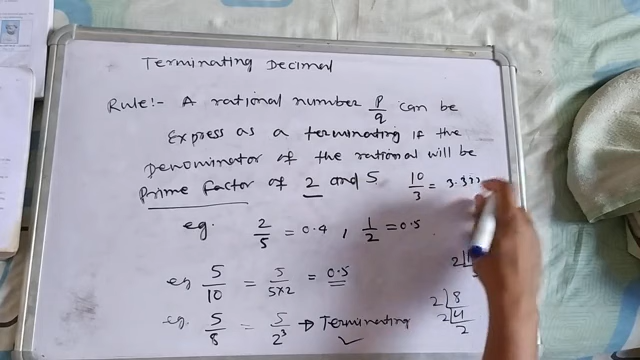 Terminating Decimal
Rule:- A rational number p/q can be
Express as a terminating if the
Denominator of the rational will be
Prime Factor of 2 and 5 10/3 = 3.333
eg. 2/5 = 0.4 , 1/2 = 0.5
eg 5/10 = 5/5×2 = 0.5
eg. 5/8 = 5/2³ → Terminating ✓
2|8
2|4
2